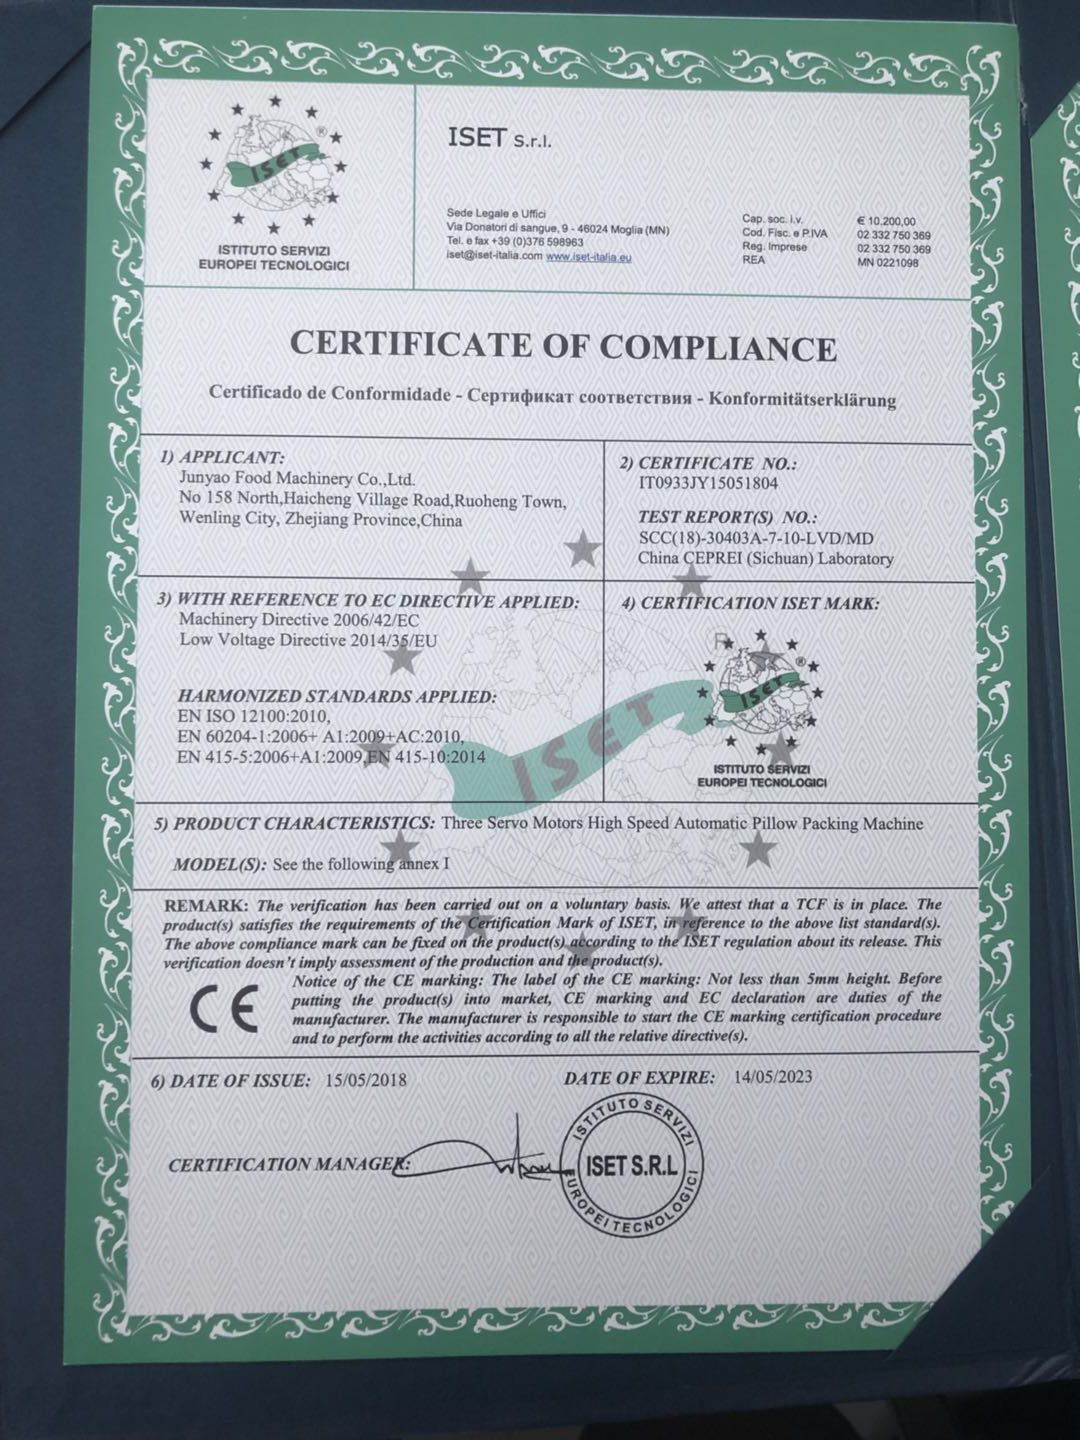 ISET
®
ISTITUTO SERVIZI
EUROPEI TECNOLOGICI
ISET S.r.l.
Sede Legale e Uffici
Via Donatori di sangue, 9 - 46024 Moglia (MN)
Tel. e fax +39 (0)376 598963
iset@iset-italia.com www.iset-italia.eu
Cap. soc. i.v. € 10.200,00
Cod. Fisc. e P.IVA 02 332 750 369
Reg. Imprese 02 332 750 369
REA MN 0221098
CERTIFICATE OF COMPLIANCE
Certificado de Conformidade - Сертификат соответствия - Konformitätserklärung
1) APPLICANT:
Junyao Food Machinery Co.,Ltd.
No 158 North,Haicheng Village Road,Ruoheng Town,
Wenling City, Zhejiang Province,China
2) CERTIFICATE NO.:
IT0933JY15051804
TEST REPORT(S) NO.:
SCC(18)-30403A-7-10-LVD/MD
China CEPREI (Sichuan) Laboratory
3) WITH REFERENCE TO EC DIRECTIVE APPLIED:
Machinery Directive 2006/42/EC
Low Voltage Directive 2014/35/EU
HARMONIZED STANDARDS APPLIED:
EN ISO 12100:2010,
EN 60204-1:2006+ A1:2009+AC:2010,
EN 415-5:2006+A1:2009,EN 415-10:2014
4) CERTIFICATION ISET MARK:
R
ISET
®
ISTITUTO SERVIZI
EUROPEI TECNOLOGICI
ISET
5) PRODUCT CHARACTERISTICS: Three Servo Motors High Speed Automatic Pillow Packing Machine
MODEL(S): See the following annex I
REMARK: The verification has been carried out on a voluntary basis. We attest that a TCF is in place. The
product(s) satisfies the requirements of the Certification Mark of ISET, in reference to the above list standard(s).
The above compliance mark can be fixed on the product(s) according to the ISET regulation about its release. This
verification doesn't imply assessment of the production and the product(s).
CE
Notice of the CE marking: The label of the CE marking: Not less than 5mm height. Before
putting the product(s) into market, CE marking and EC declaration are duties of the
manufacturer. The manufacturer is responsible to start the CE marking certification procedure
and to perform the activities according to all the relative directive(s).
6) DATE OF ISSUE: 15/05/2018
DATE OF EXPIRE: 14/05/2023
CERTIFICATION MANAGER:
ISTITUTO SERVIZI
ISET S.R.L
EUROPEI TECNOLOGICI